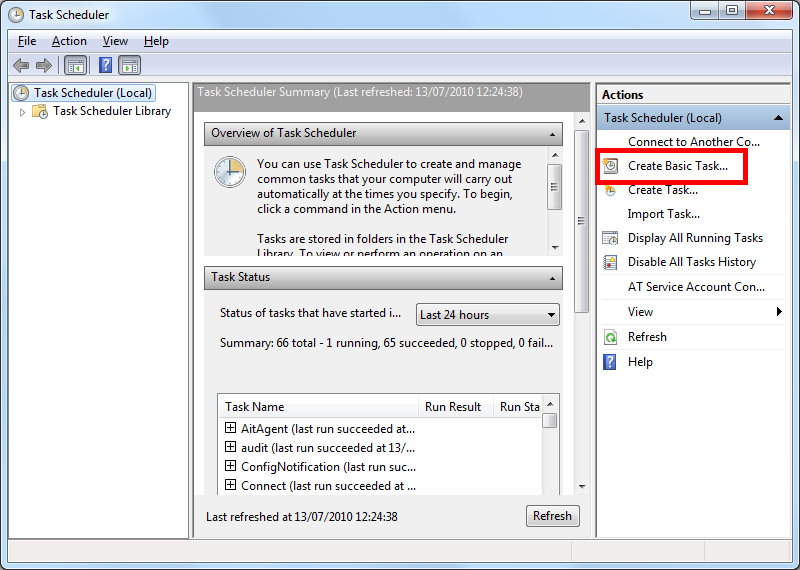 Task Scheduler
File Action View Help
Task Scheduler (Local)
Task Scheduler Library
Task Scheduler Summary (Last refreshed: 13/07/2010 12:24:38)
Overview of Task Scheduler
You can use Task Scheduler to create and manage
common tasks that your computer will carry out
automatically at the times you specify. To begin,
click a command in the Action menu.
Tasks are stored in folders in the Task Scheduler
Library. To view or perform an operation on an
Task Status
Status of tasks that have started i... Last 24 hours
Summary: 66 total - 1 running, 65 succeeded, 0 stopped, 0 fail...
Task Name Run Result Run Sta
AitAgent (last run succeeded at...
audit (last run succeeded at 13/...
ConfigNotification (last run suc...
Connect (last run succeeded at ...
Last refreshed at 13/07/2010 12:24:38 Refresh
Actions
Task Scheduler (Local)
Connect to Another Co...
Create Basic Task...
Create Task...
Import Task...
Display All Running Tasks
Disable All Tasks History
AT Service Account Con...
View
Refresh
Help